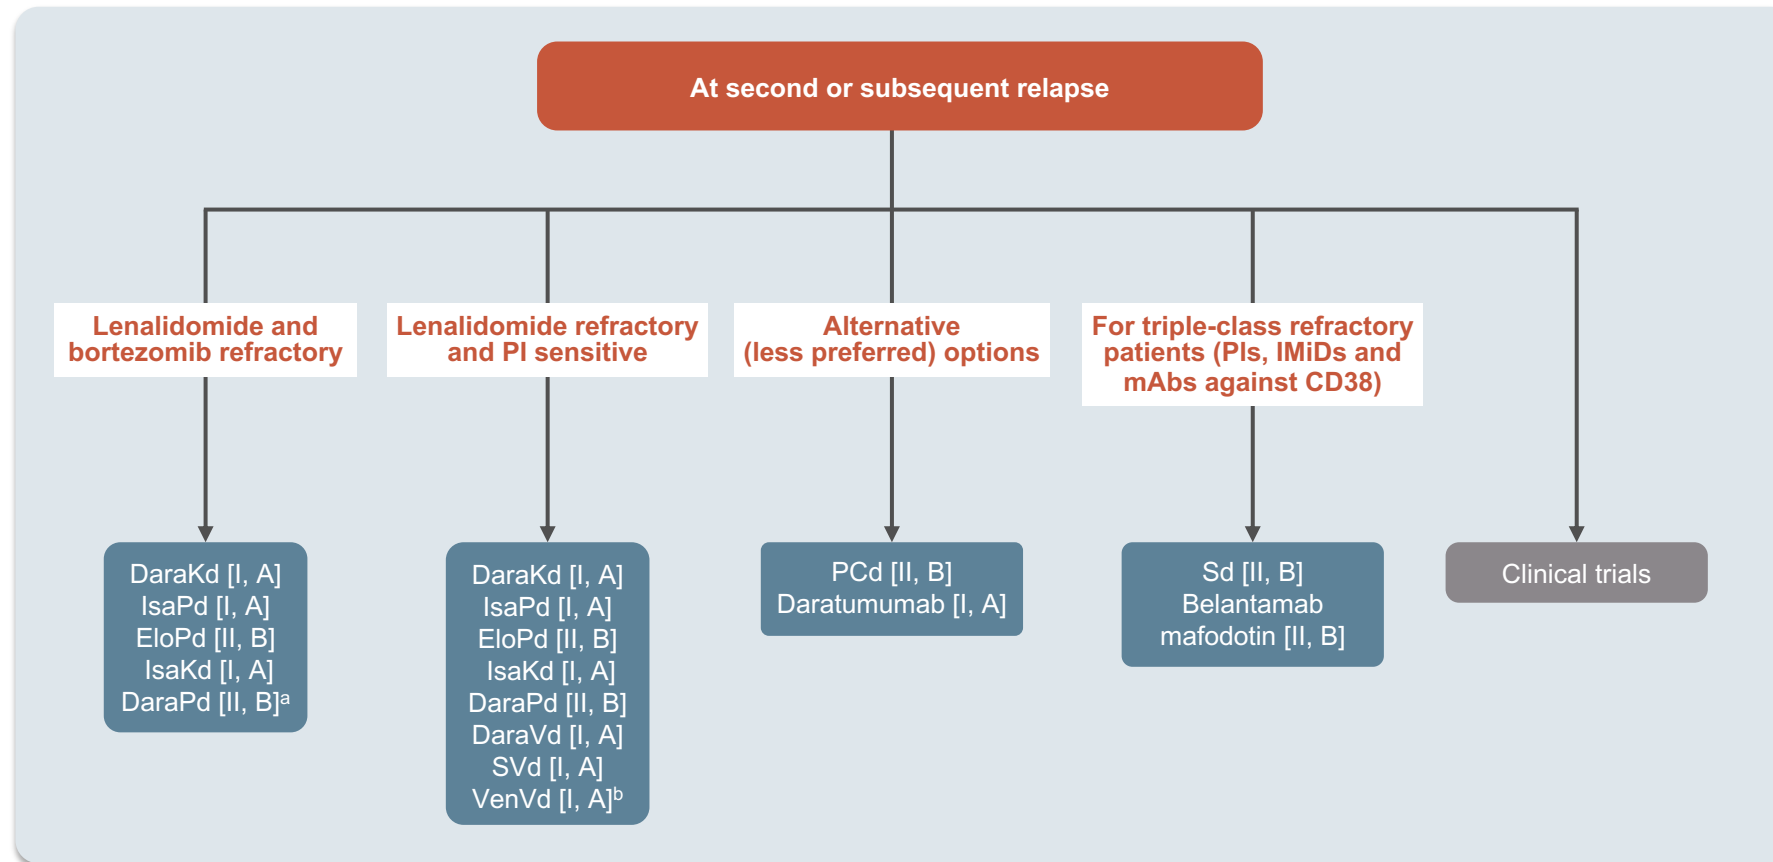 At second or subsequent relapse
Lenalidomide and
bortezomib refractory
Lenalidomide refractory
and PI sensitive
Alternative
(less preferred) options
For triple-class refractory
patients (PIs, IMiDs and
mAbs against CD38)
DaraKd [I, A]
IsaPd [I, A]
EloPd [II, B]
IsaKd [I, A]
DaraPd [II, B]ᵃ
DaraKd [I, A]
IsaPd [I, A]
EloPd [II, B]
IsaKd [I, A]
DaraPd [II, B]
DaraVd [I, A]
SVd [I, A]
VenVd [I, A]ᵇ
PCd [II, B]
Daratumumab [I, A]
Sd [II, B]
Belantamab
mafodotin [II, B]
Clinical trials